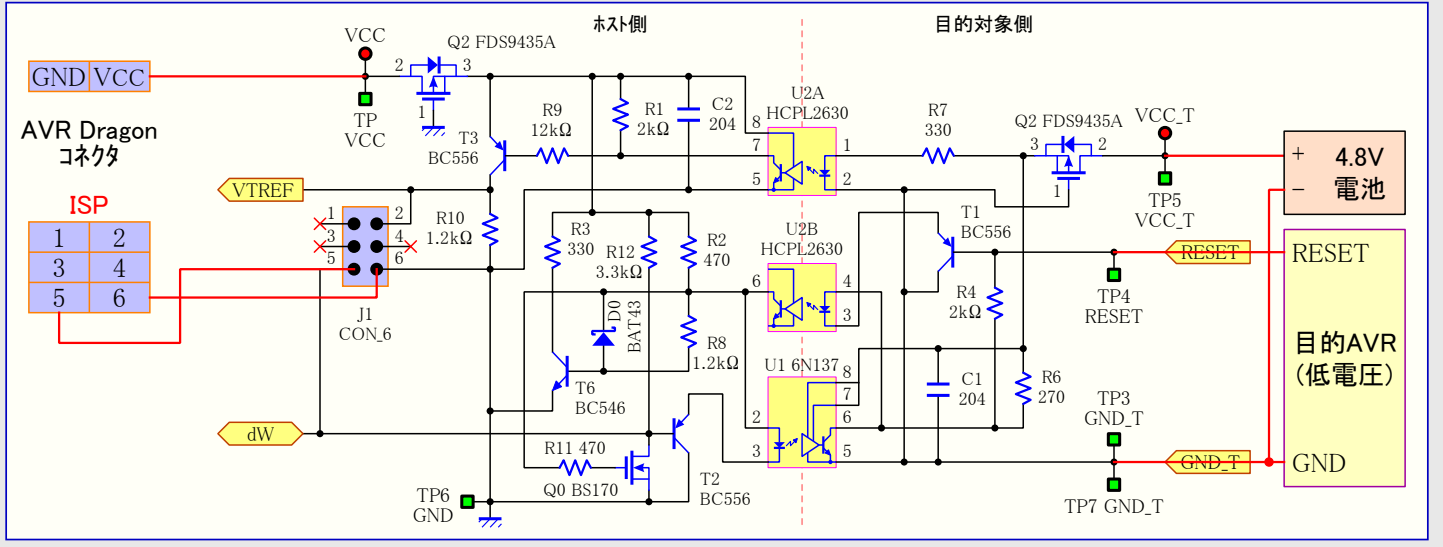 ホスト側
目的対象側
VCC
Q2 FDS9435A
2
3
1
GND VCC
TP
VCC
AVR Dragon
コネクタ
T3
BC556
R9
12kΩ
R1
2kΩ
C2
204
U2A
HCPL2630
8
7
5
1
2
R7
330
Q2 FDS9435A
3
2
1
VCC_T
TP5
VCC_T
+
−
4.8V
電池
VTREF
ISP
1 2
3 4
5 6
1
2
3
4
5
6
J1
CON_6
R10
1.2kΩ
R3
330
R12
3.3kΩ
R2
470
U2B
HCPL2630
6
4
3
T1
BC556
RESET
RESET
TP4
RESET
R4
2kΩ
D0
BAT43
R8
1.2kΩ
T6
BC546
U1 6N137
8
7
6
5
2
3
C1
204
R6
270
目的AVR
(低電圧)
TP3
GND_T
dW
R11 470
Q0 BS170
T2
BC556
TP6
GND
GND_T
GND
TP7 GND_T